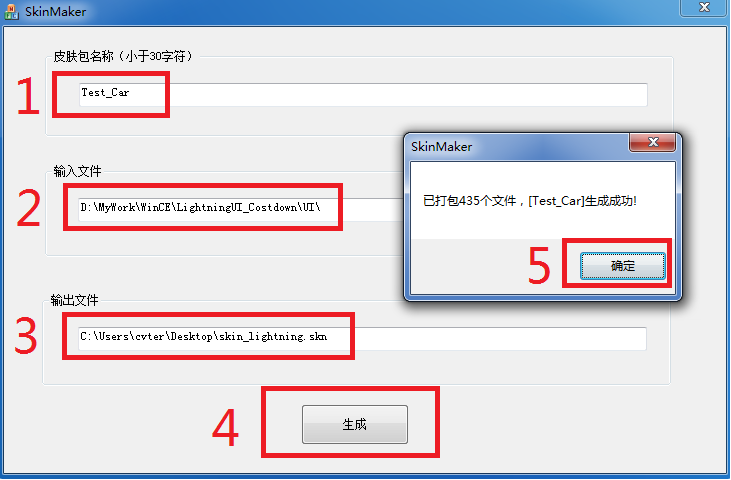 SkinMaker
皮肤包名称（小于30字符）
1
Test_Car
输入文件
2
D:\MyWork\WinCE\LightningUI_Costdown\UI\
SkinMaker
已打包435个文件，[Test_Car]生成成功!
5
确定
输出文件
3
C:\Users\cvter\Desktop\skin_lightning.skn
4
生成